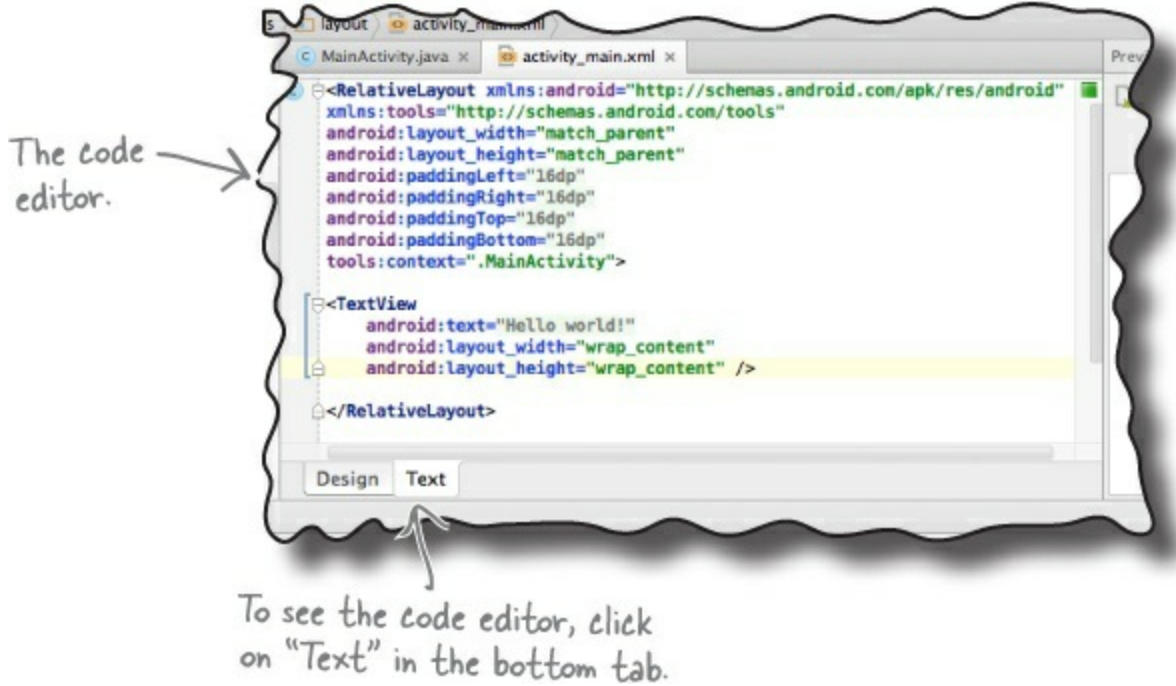 s layout activity_main.xml
MainActivity.java × activity_main.xml ×
Prev
<RelativeLayout xmlns:android="http://schemas.android.com/apk/res/android"
xmlns:tools="http://schemas.android.com/tools"
android:layout_width="match_parent"
android:layout_height="match_parent"
android:paddingLeft="16dp"
android:paddingRight="16dp"
android:paddingTop="16dp"
android:paddingBottom="16dp"
tools:context=".MainActivity">
<TextView
android:text="Hello world!"
android:layout_width="wrap_content"
android:layout_height="wrap_content" />
</RelativeLayout>
Design Text
The code
editor.
To see the code editor, click
on “Text” in the bottom tab.